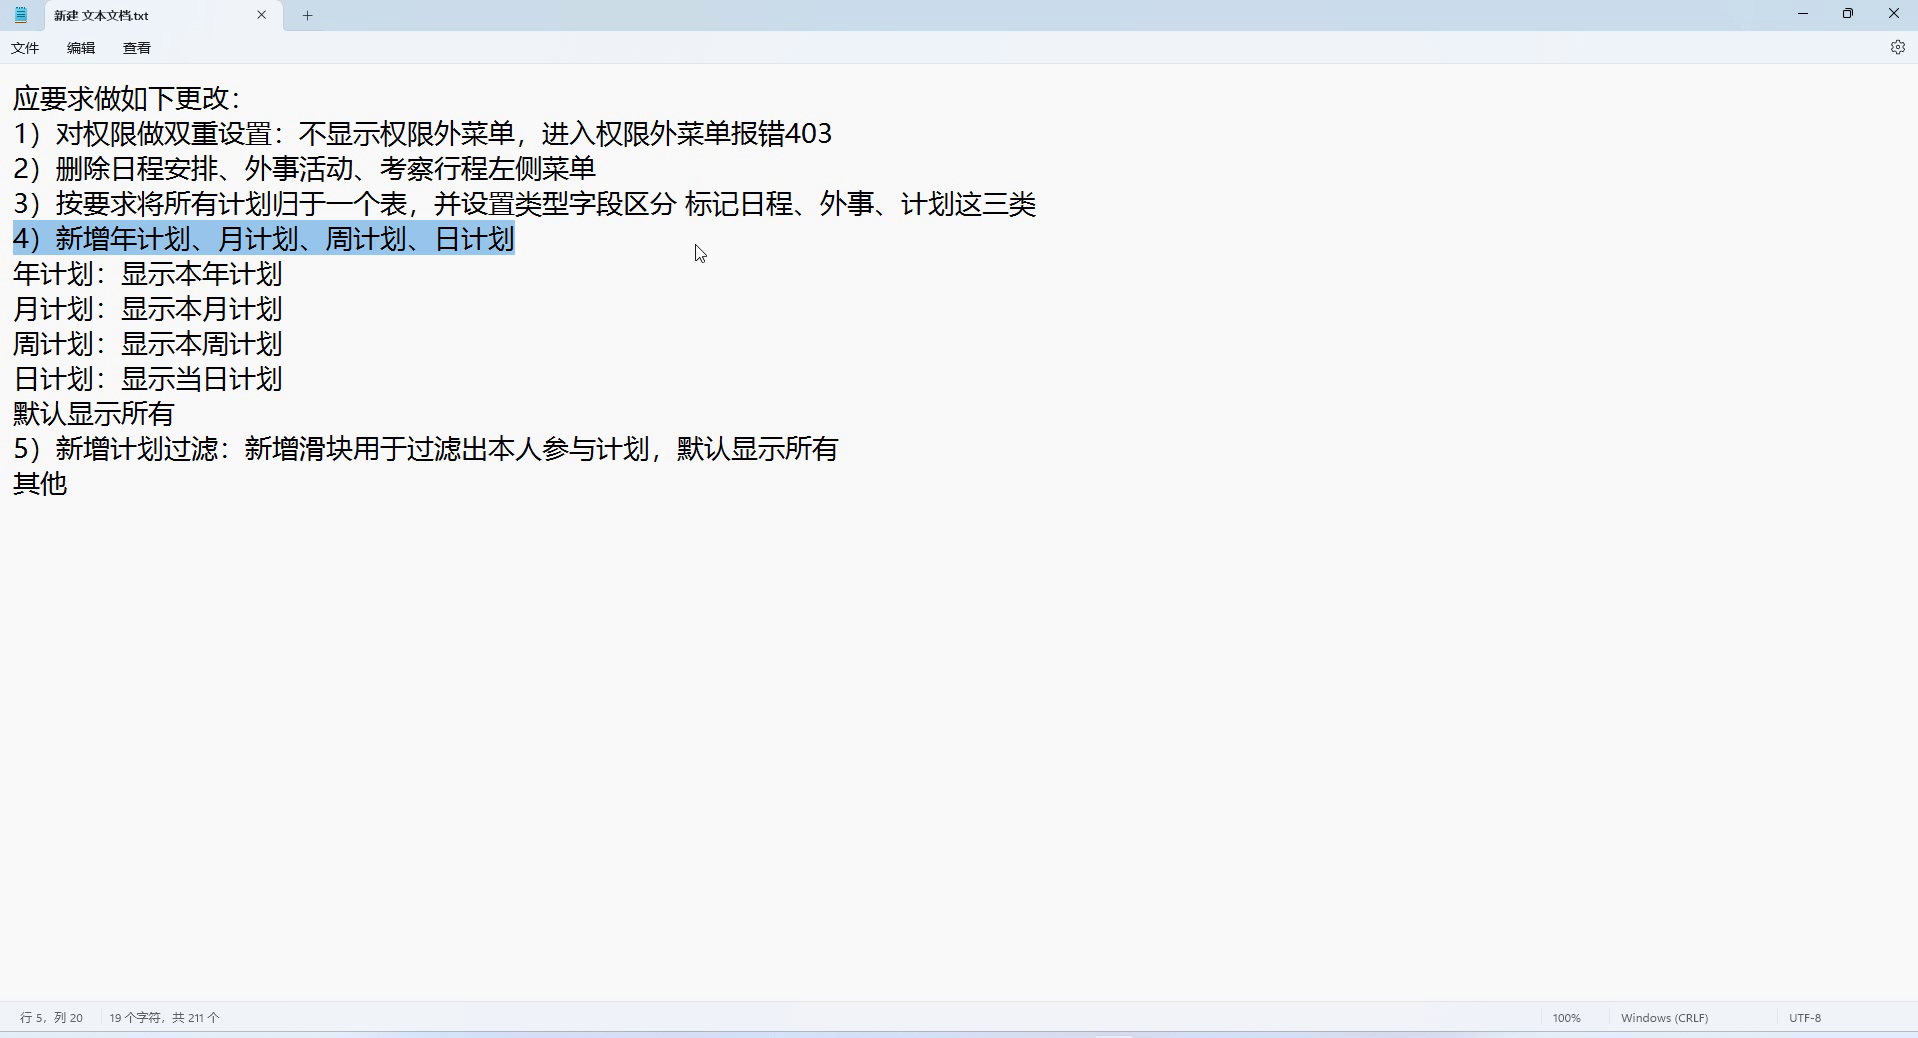 新建 文本文档.txt
文件 编辑 查看
应要求做如下更改：
1）对权限做双重设置：不显示权限外菜单，进入权限外菜单报错403
2）删除日程安排、外事活动、考察行程左侧菜单
3）按要求将所有计划归于一个表，并设置类型字段区分 标记日程、外事、计划这三类
4）新增年计划、月计划、周计划、日计划
年计划：显示本年计划
月计划：显示本月计划
周计划：显示本周计划
日计划：显示当日计划
默认显示所有
5）新增计划过滤：新增滑块用于过滤出本人参与计划，默认显示所有
其他
行 5，列 20 19 个字符，共 211 个 100% Windows (CRLF) UTF-8